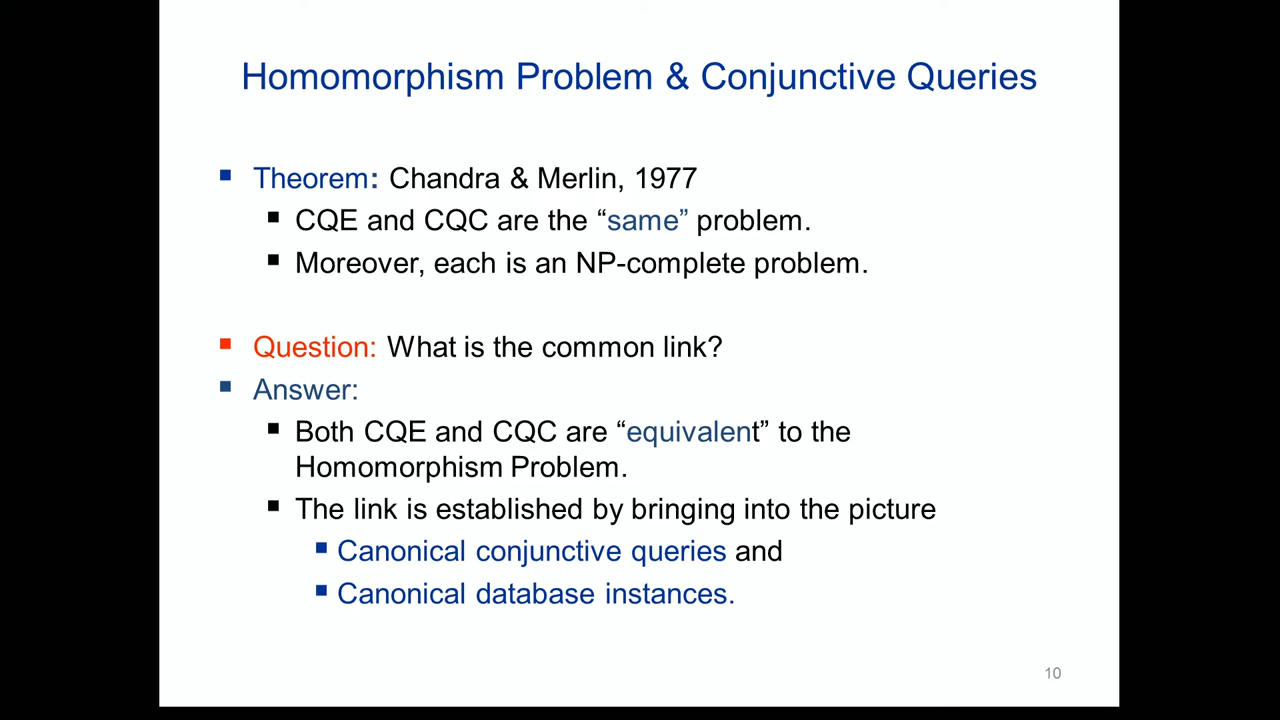 Homomorphism Problem & Conjunctive Queries
Theorem: Chandra & Merlin, 1977
CQE and CQC are the “same” problem.
Moreover, each is an NP-complete problem.
Question: What is the common link?
Answer:
Both CQE and CQC are “equivalent” to the
Homomorphism Problem.
The link is established by bringing into the picture
Canonical conjunctive queries and
Canonical database instances.
10